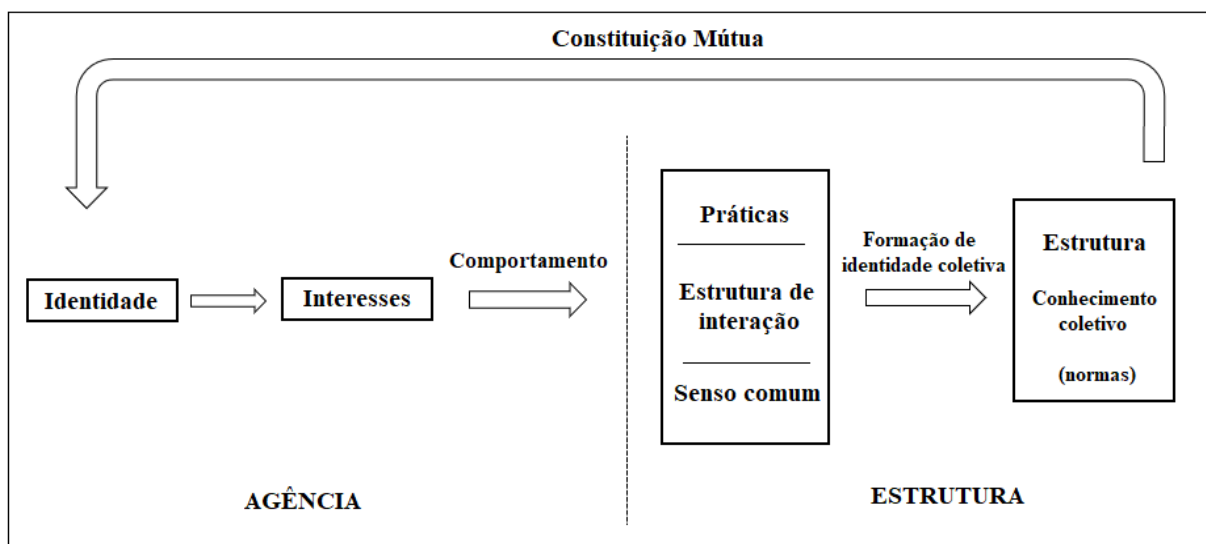 Constituição Mútua
Identidade
Interesses
Comportamento
Práticas
Estrutura de
interação
Senso comum
Formação de
identidade coletiva
Estrutura
Conhecimento
coletivo
(normas)
AGÊNCIA
ESTRUTURA